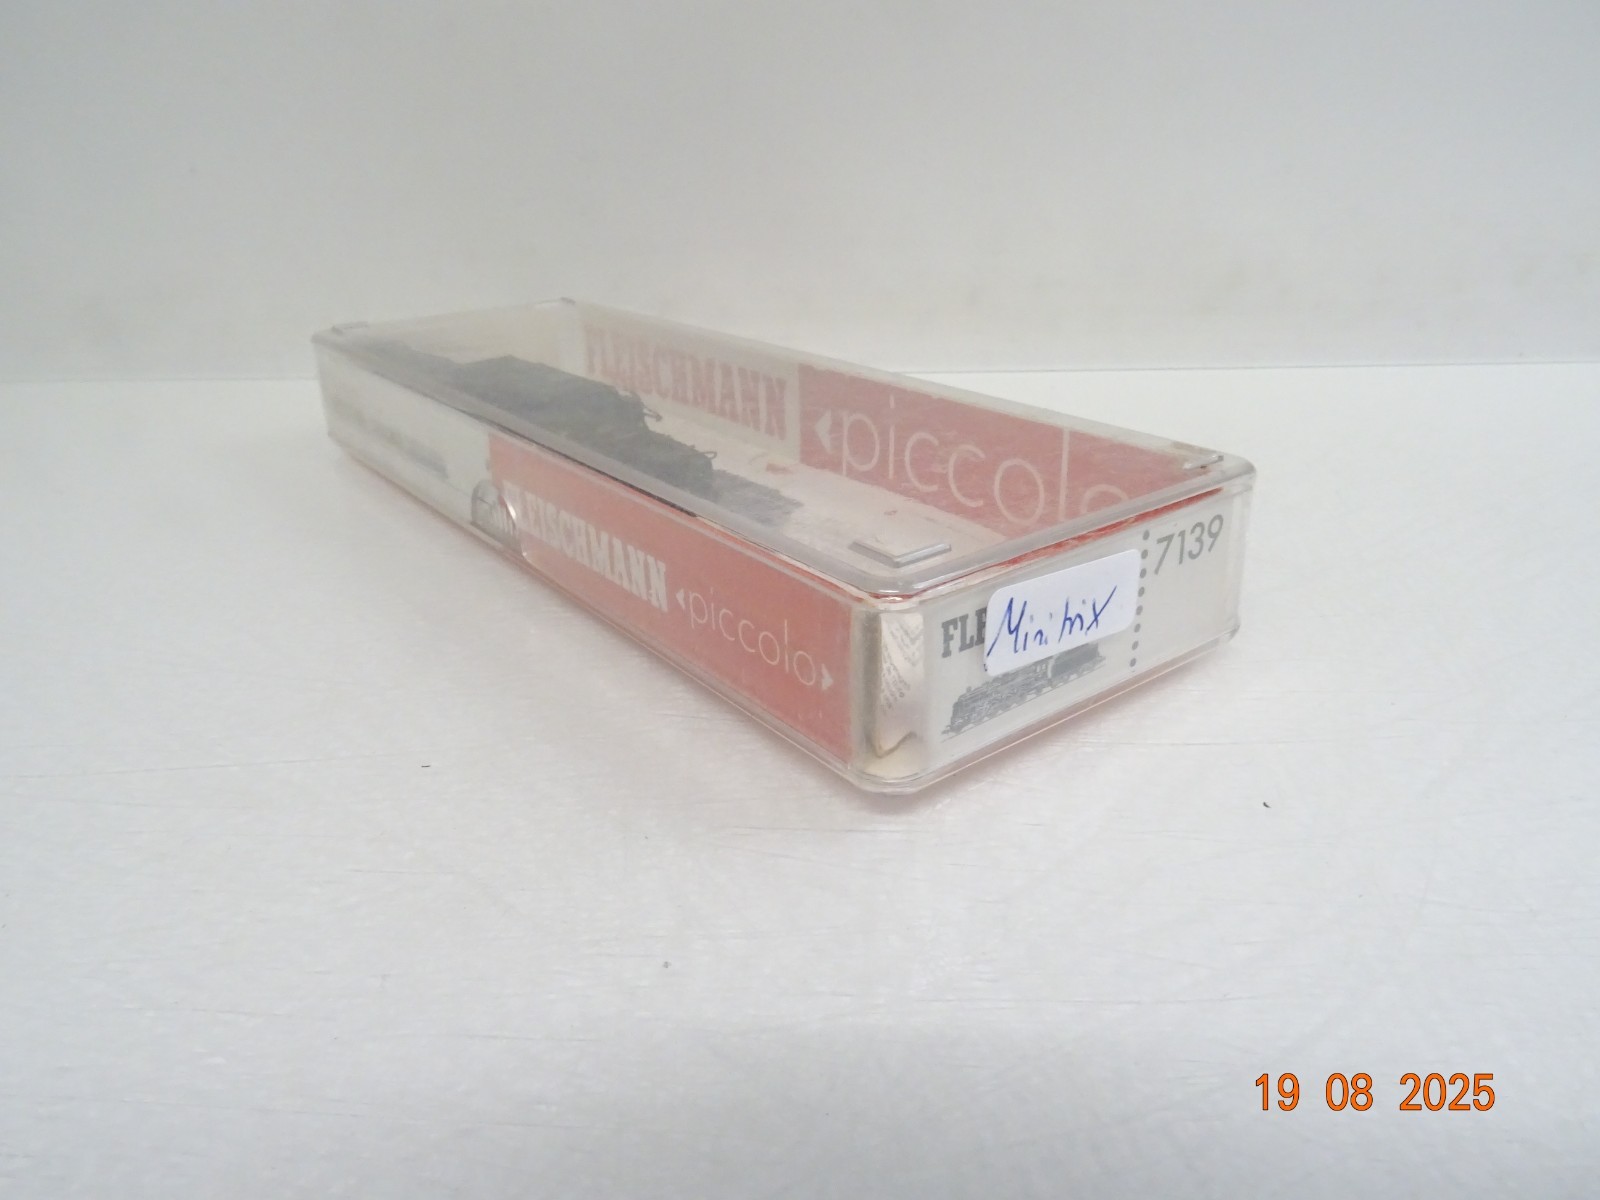 FLEISCHMANN ◂piccolo
FLEISCHMANN ◂piccolo▸
7139
FLE
Minitrix
19 08 2025